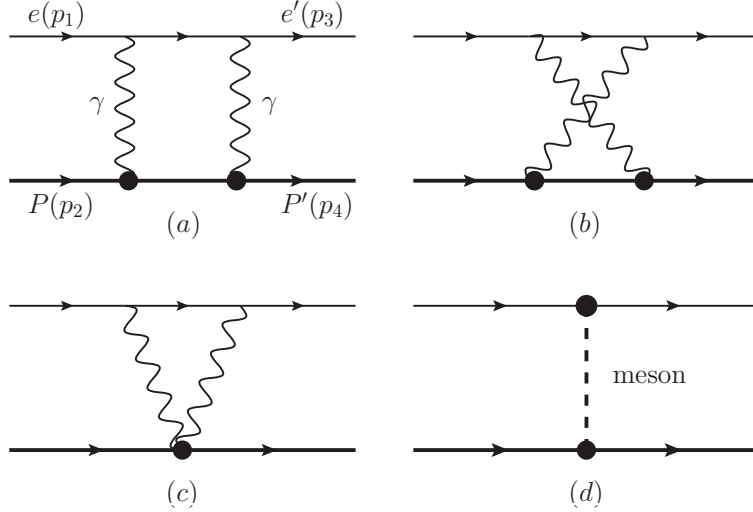 e(p₁) e′(p₃)
γ γ
P(p₂) P′(p₄)
(a) (b)
meson
(c) (d)